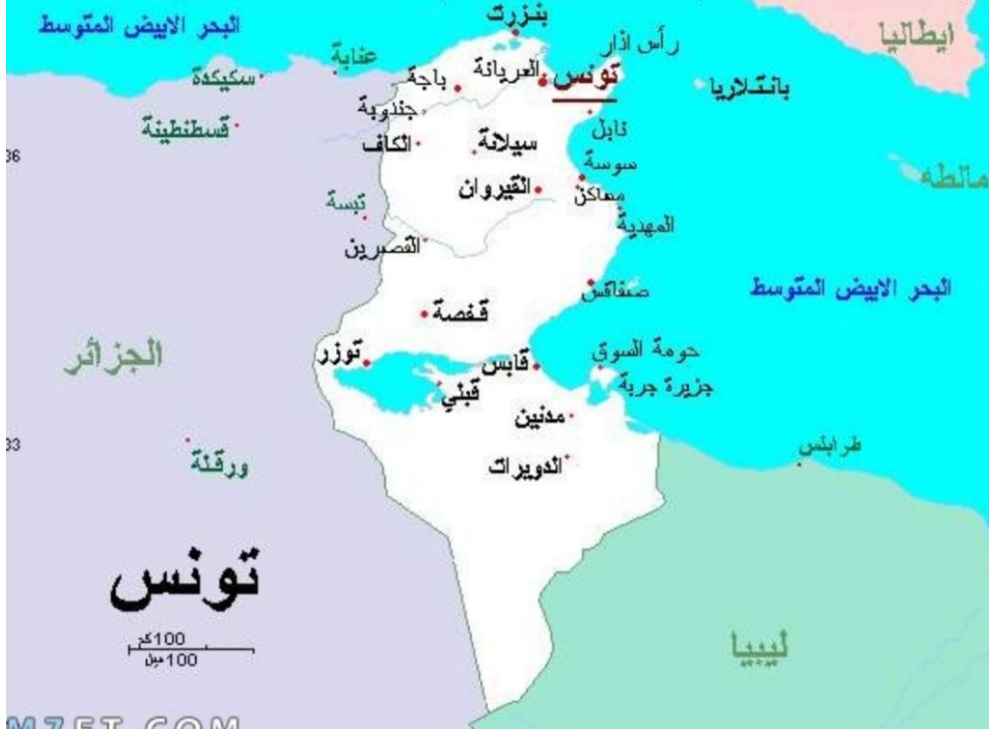 بنزرت
البحر الابيض المتوسط
ايطاليا
رأس اذار
عنابة
سكيكدة
العريانة
تونس
باجة
بانتلاريا
جندوبة
قسطنطينة
نابل
سيلانة
الكاف
36
سوسة
مالطه
القيروان
معاكن
تبسة
المهدية
القصرين
صفاقس
البحر الابيض المتوسط
قفصة
الجزائر
توزر
قابس
حومة السوق
جزيرة جربة
قبلي
مدنين
33
طرابلس
ورقلة
الدويرات
تونس
100كم
100ميل
ليبيا
MZET.COM